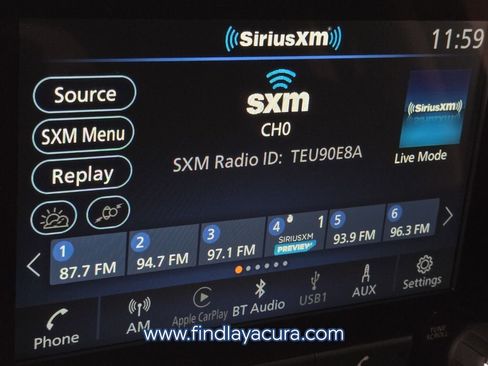 SiriusXM
11:59
Source
SXM Menu
Replay
sxm
CH0
SXM Radio ID: TEU90E8A
SiriusXM
Live Mode
1
87.7 FM
2
94.7 FM
3
97.1 FM
4
1
SIRIUSXM
PREVIEW
5
93.9 FM
6
96.3 FM
Phone
AM
Apple CarPlay
BT Audio
USB1
AUX
Settings
www.findlayacura.com
TUNE
SCROLL